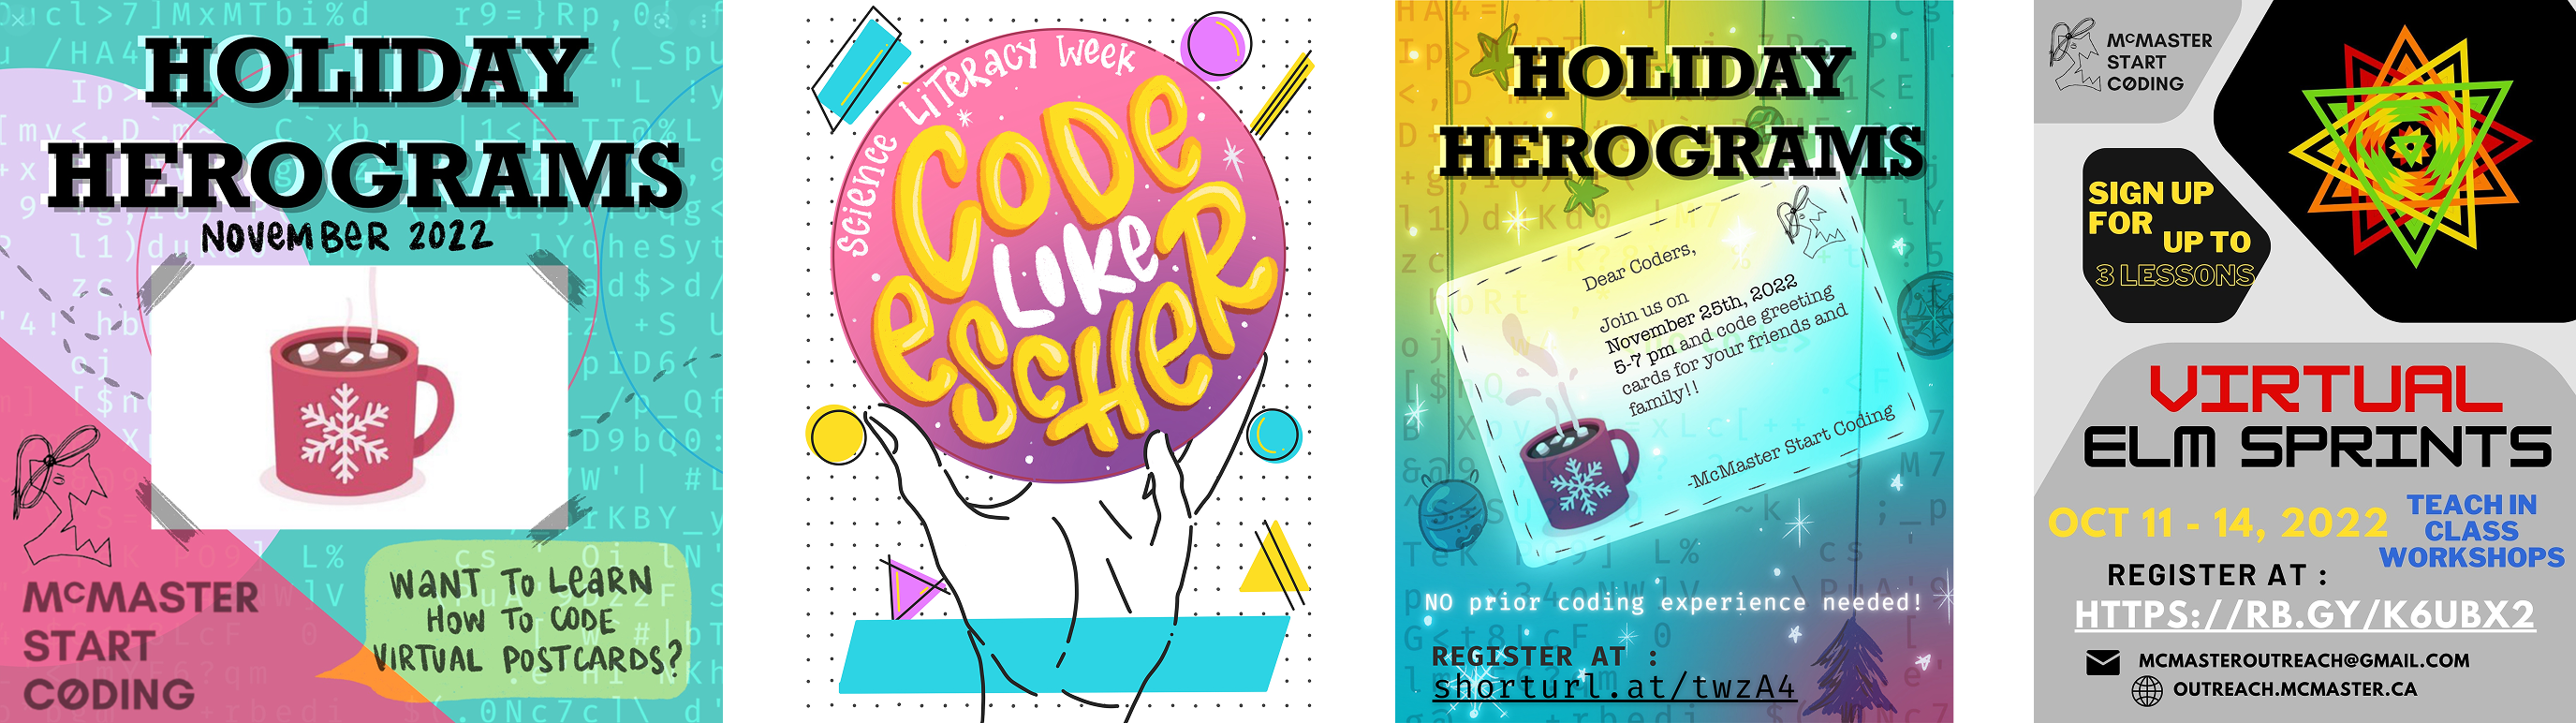 HOLIDAY
HEROGRAMS
NOVEMBER 2022
McMASTER
START
CØDING
WANT TO LEARN
HOW TO CODE
VIRTUAL POSTCARDS?
Science LiTERACY Week
CODE
LIKE
eSCHER
HOLIDAY
HEROGRAMS
Dear Coders,
Join us on
November 25th, 2022
5-7 pm and code greeting
cards for your friends and
family!!
-McMaster Start Coding
NO prior coding experience needed!
REGISTER AT :
shorturl.at/twzA4
McMASTER
START
CØDING
SIGN UP
FOR
UP TO
3 LESSONS
VIRTUAL
ELM SPRINTS
OCT 11 - 14, 2022
TEACH IN
CLASS
WORKSHOPS
REGISTER AT :
HTTPS://RB.GY/K6UBX2
MCMASTEROUTREACH@GMAIL.COM
OUTREACH.MCMASTER.CA